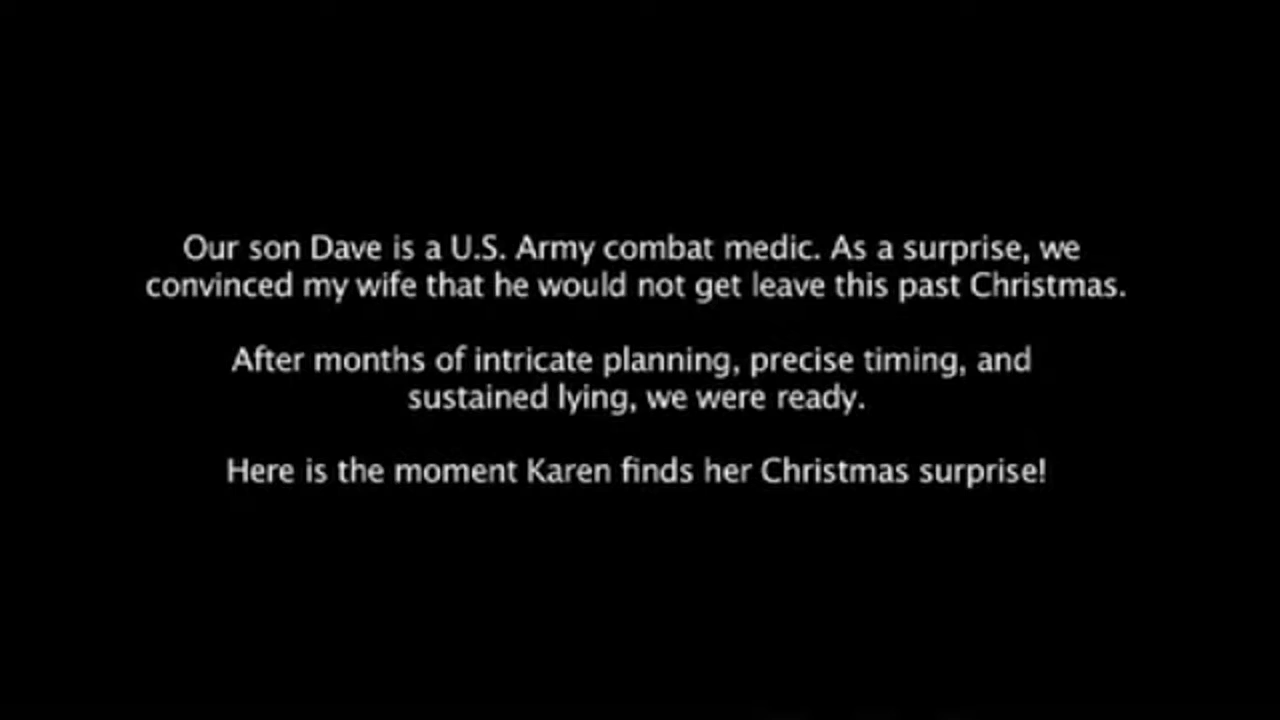 Our son Dave is a U.S. Army combat medic. As a surprise, we
convinced my wife that he would not get leave this past Christmas.
After months of intricate planning, precise timing, and
sustained lying, we were ready.
Here is the moment Karen finds her Christmas surprise!